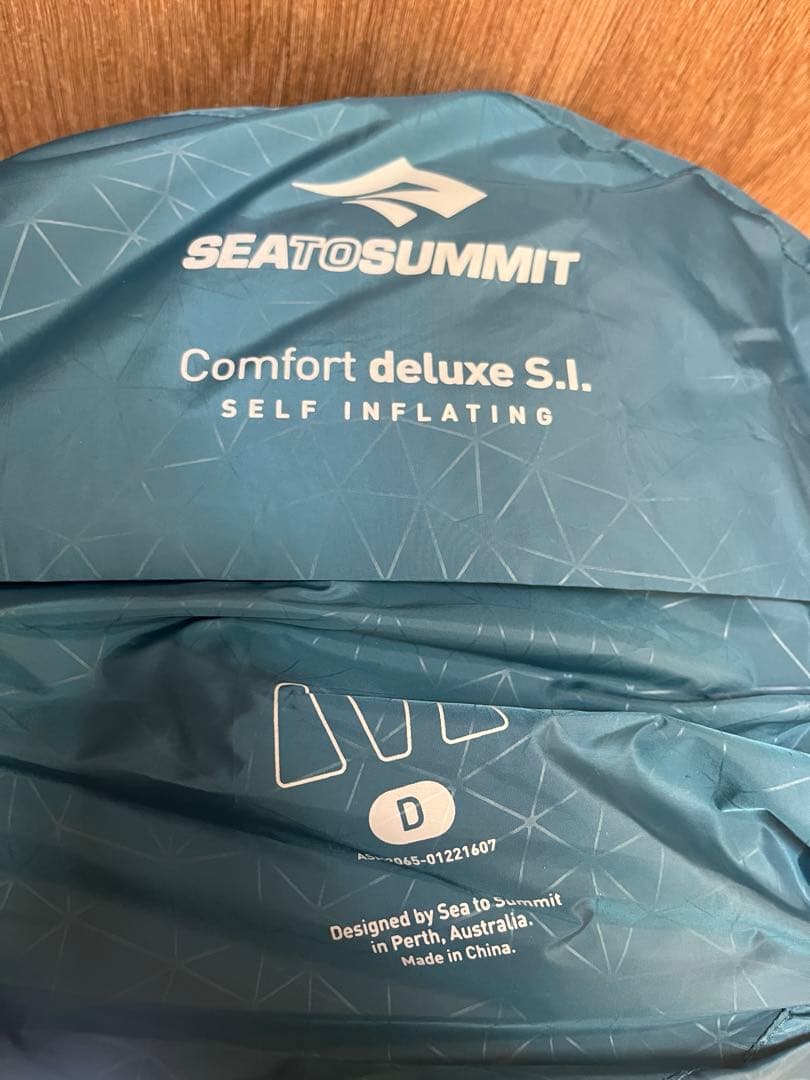 SEATOSUMMIT
Comfort deluxe S.I.
SELF INFLATING
D
Designed by Sea to Summit
in Perth, Australia.
Made in China.